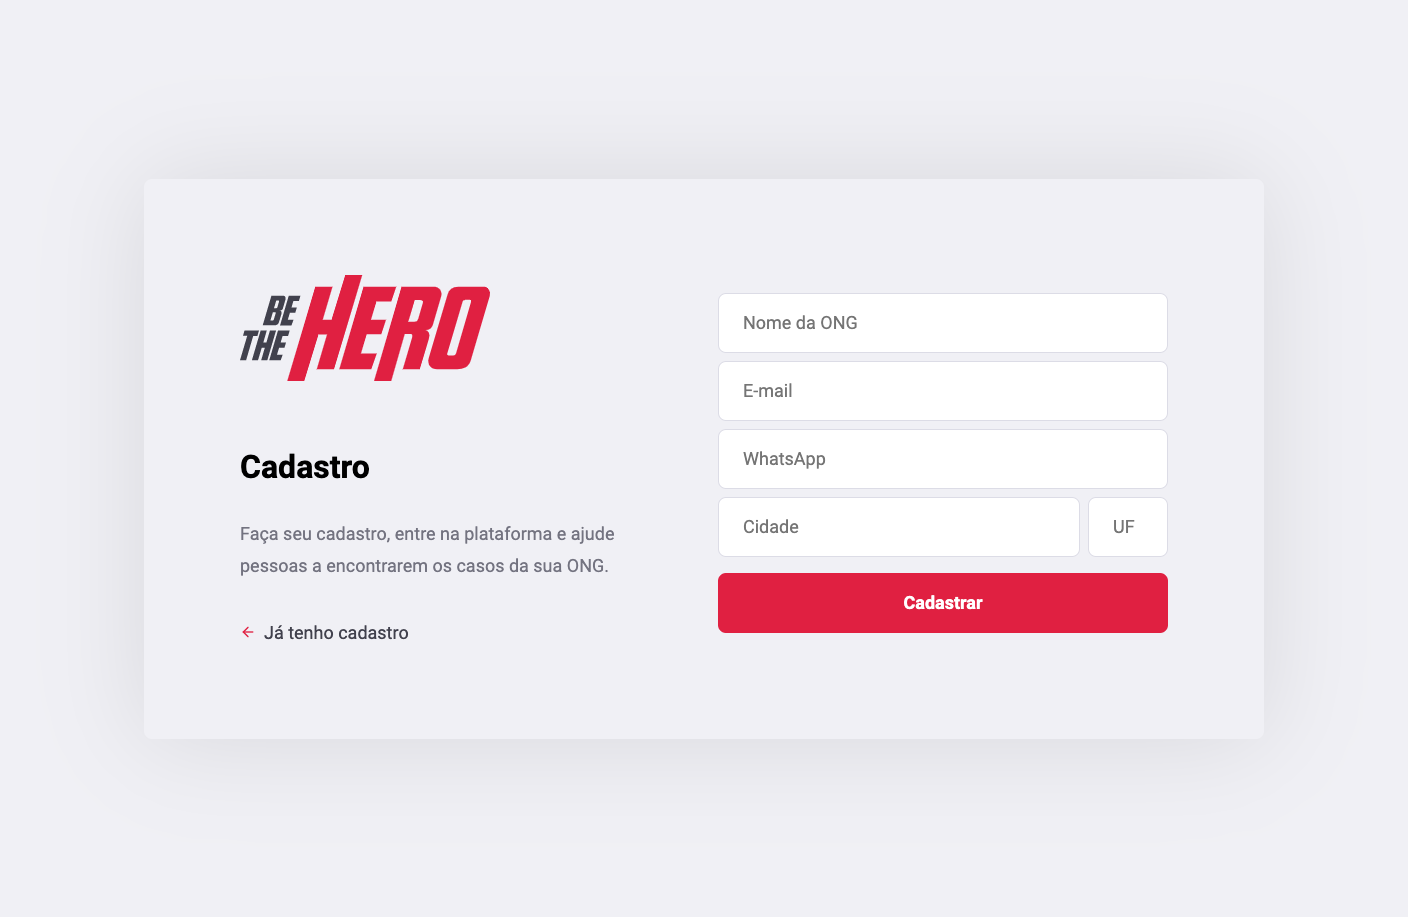 BE
THE HERO
Cadastro
Faça seu cadastro, entre na plataforma e ajude
pessoas a encontrarem os casos da sua ONG.
← Já tenho cadastro
Nome da ONG
E-mail
WhatsApp
Cidade UF
Cadastrar